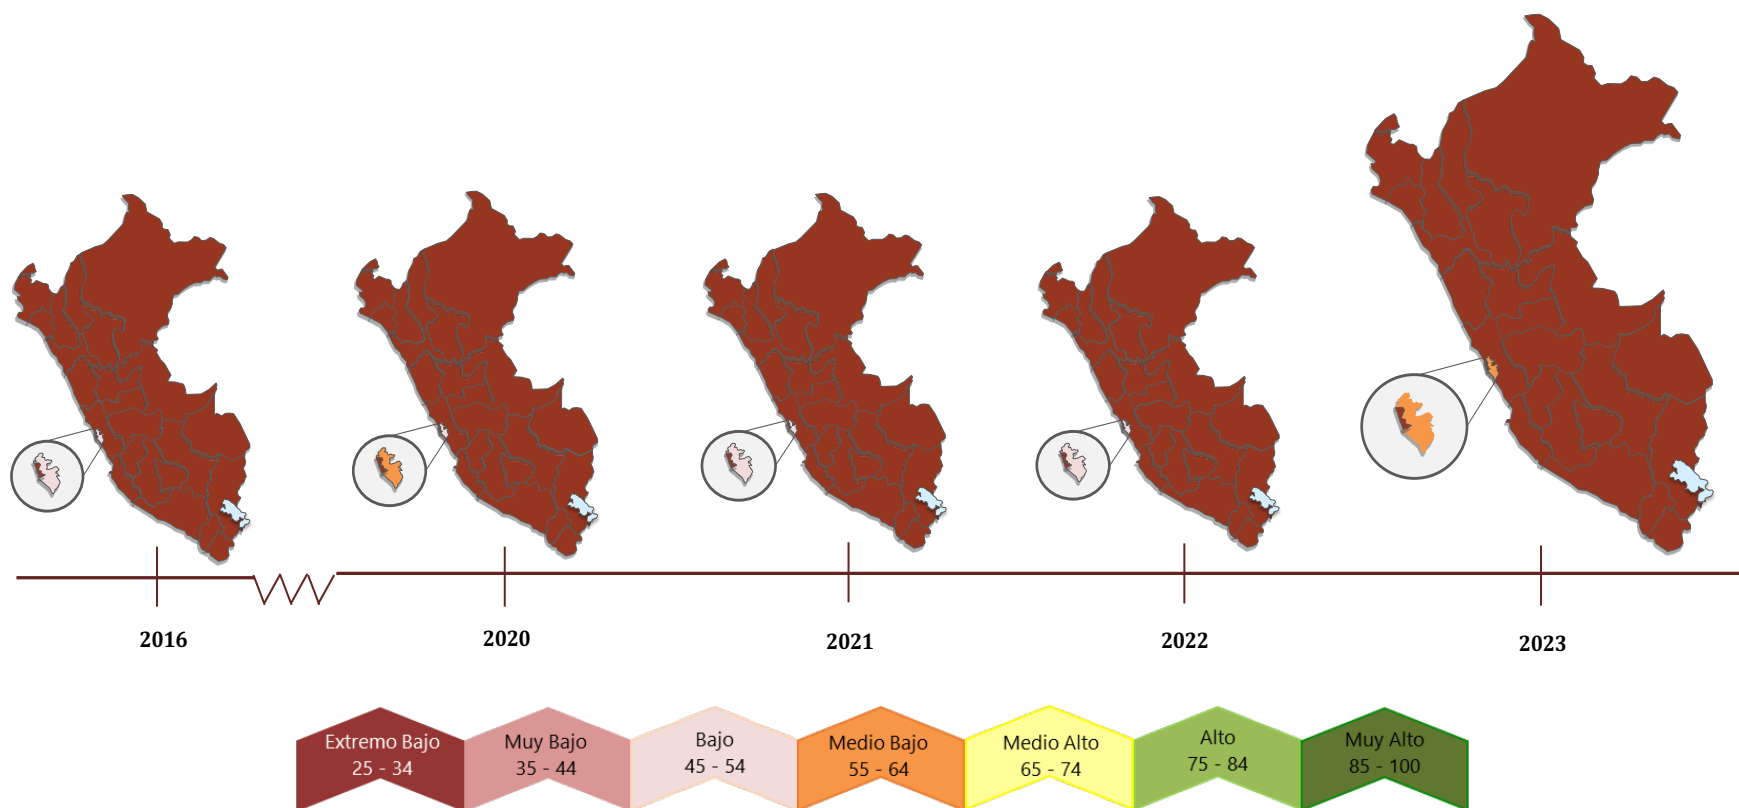 2016
2020
2021
2022
2023
Extremo Bajo
25 - 34
Muy Bajo
35 - 44
Bajo
45 - 54
Medio Bajo
55 - 64
Medio Alto
65 - 74
Alto
75 - 84
Muy Alto
85 - 100